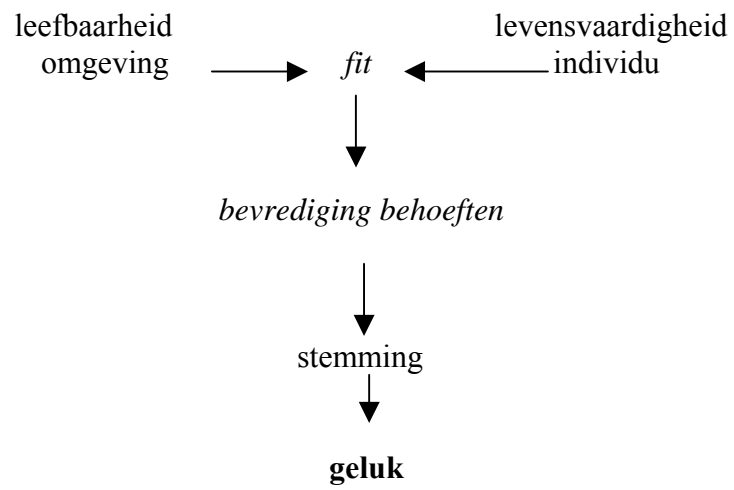 leefbaarheid
omgeving
fit
levensvaardigheid
individu
bevrediging behoeften
stemming
geluk